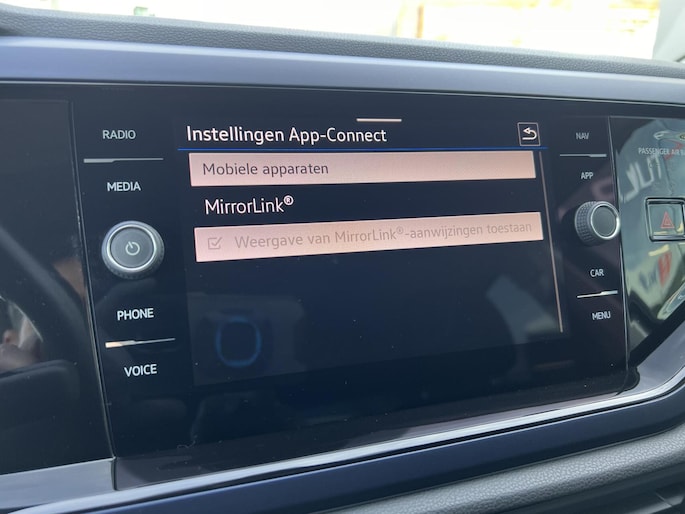 RADIO
MEDIA
PHONE
VOICE
Instellingen App-Connect
Mobiele apparaten
MirrorLink®
Weergave van MirrorLink®-aanwijzingen toestaan
NAV
APP
CAR
MENU
PASSENGER AIR